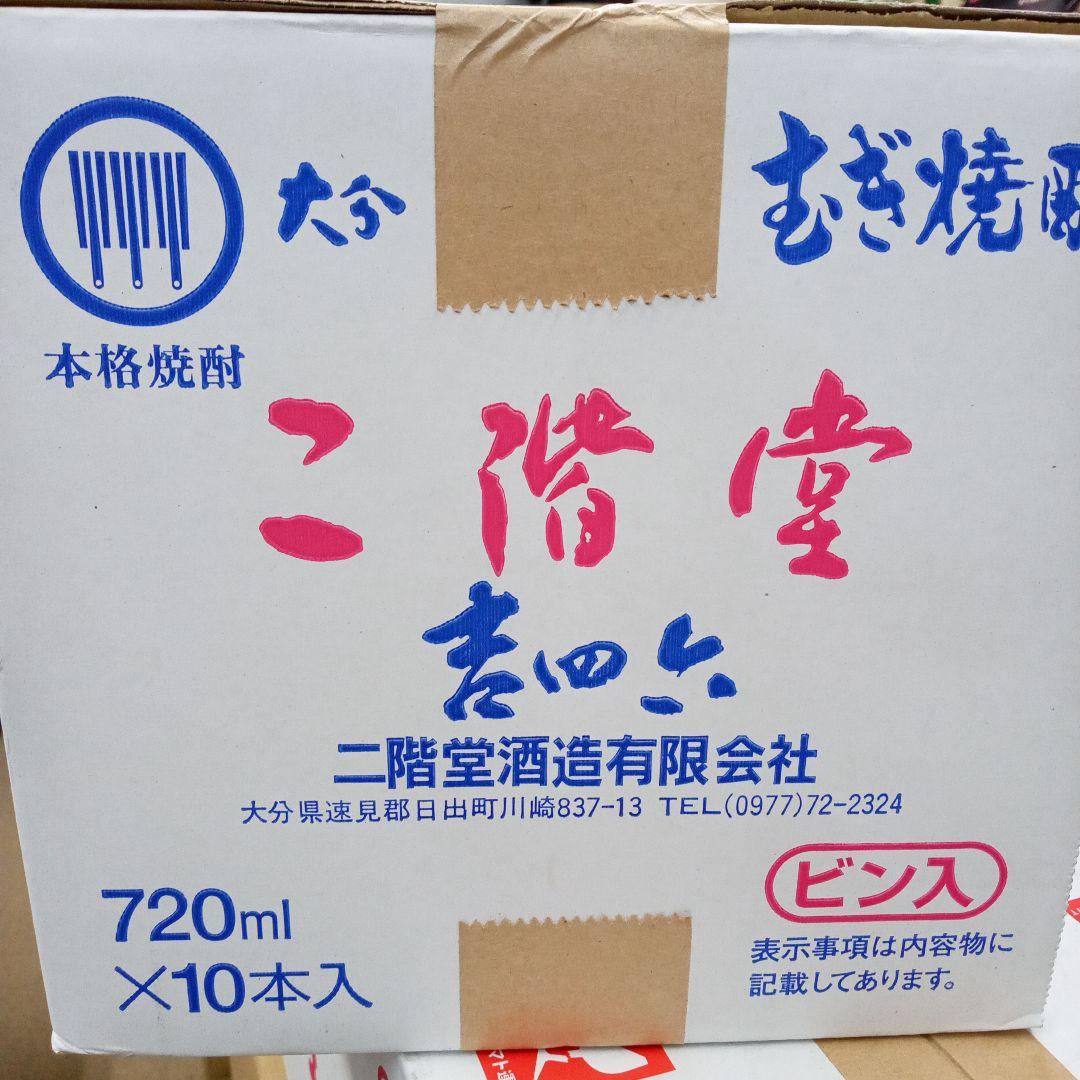 大分 むぎ焼酎
本格焼酎
二階堂
吉四六
二階堂酒造有限会社
大分県速見郡日出町川崎837-13 TEL(0977)72-2324
720ml
×10本入
ビン入
表示事項は内容物に
記載してあります。